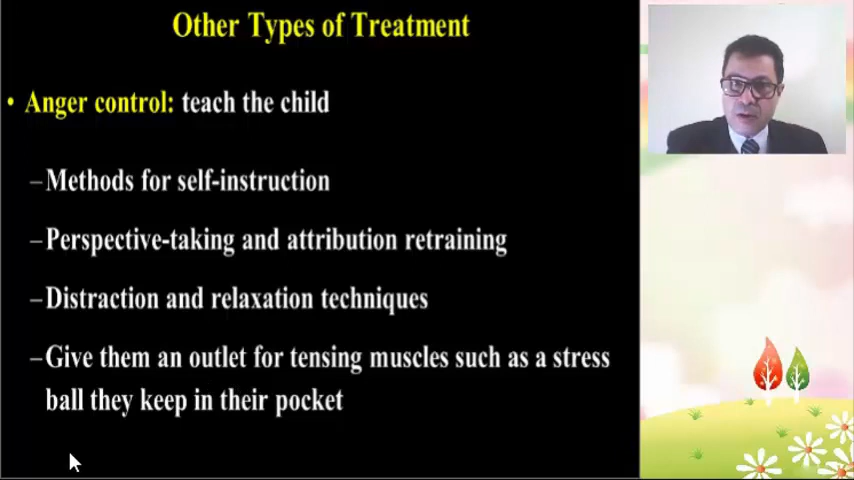 Other Types of Treatment
• Anger control: teach the child
–Methods for self-instruction
–Perspective-taking and attribution retraining
–Distraction and relaxation techniques
–Give them an outlet for tensing muscles such as a stress
ball they keep in their pocket